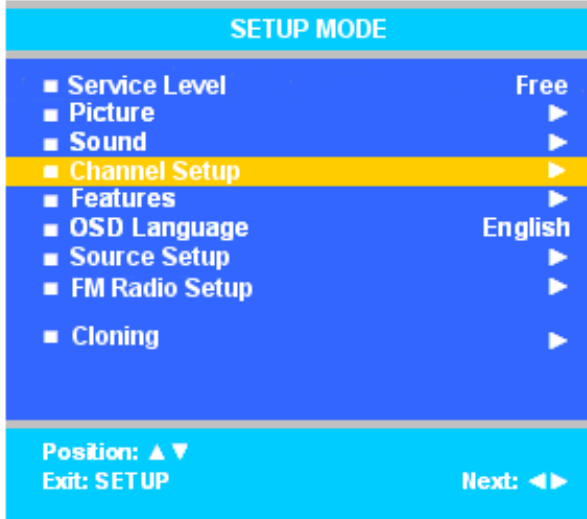 SETUP MODE
■ Service Level Free
■ Picture ▶
■ Sound ▶
■ Channel Setup ▶
■ Features ▶
■ OSD Language English
■ Source Setup ▶
■ FM Radio Setup ▶
■ Cloning ▶
Position: ▲▼
Exit: SETUP Next: ◀▶